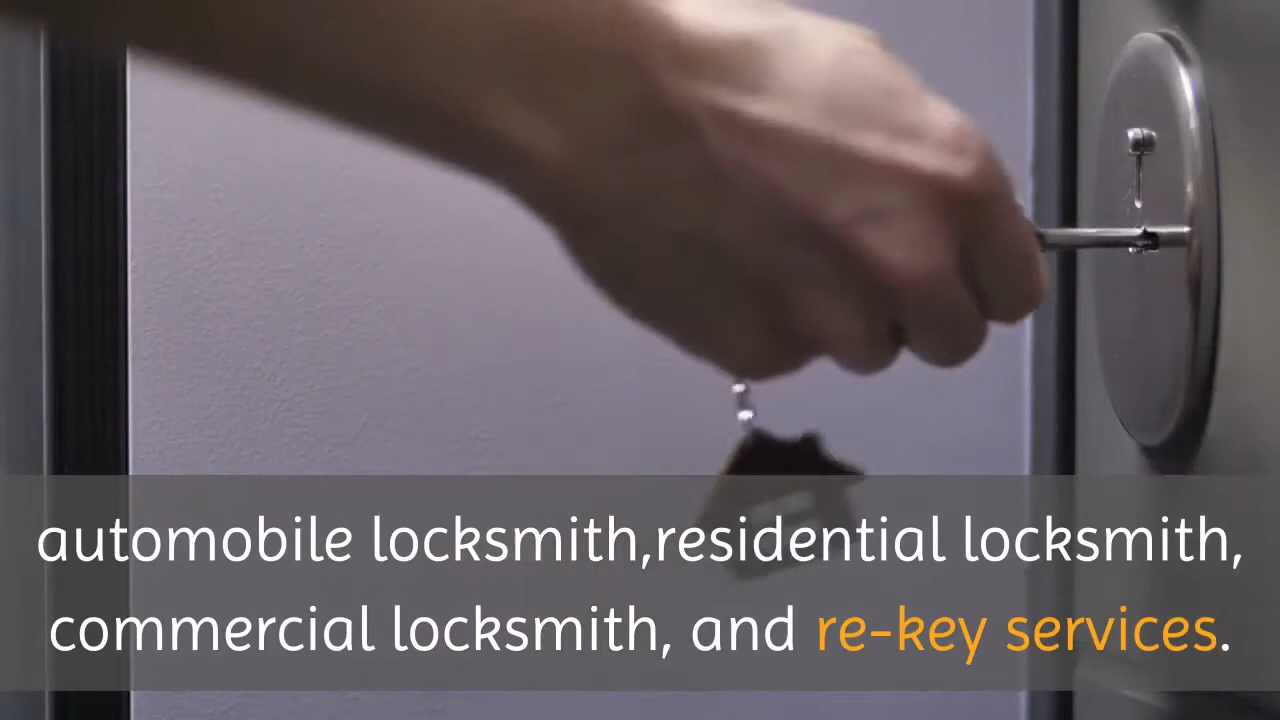 automobile locksmith,residential locksmith,
commercial locksmith, and re-key services.